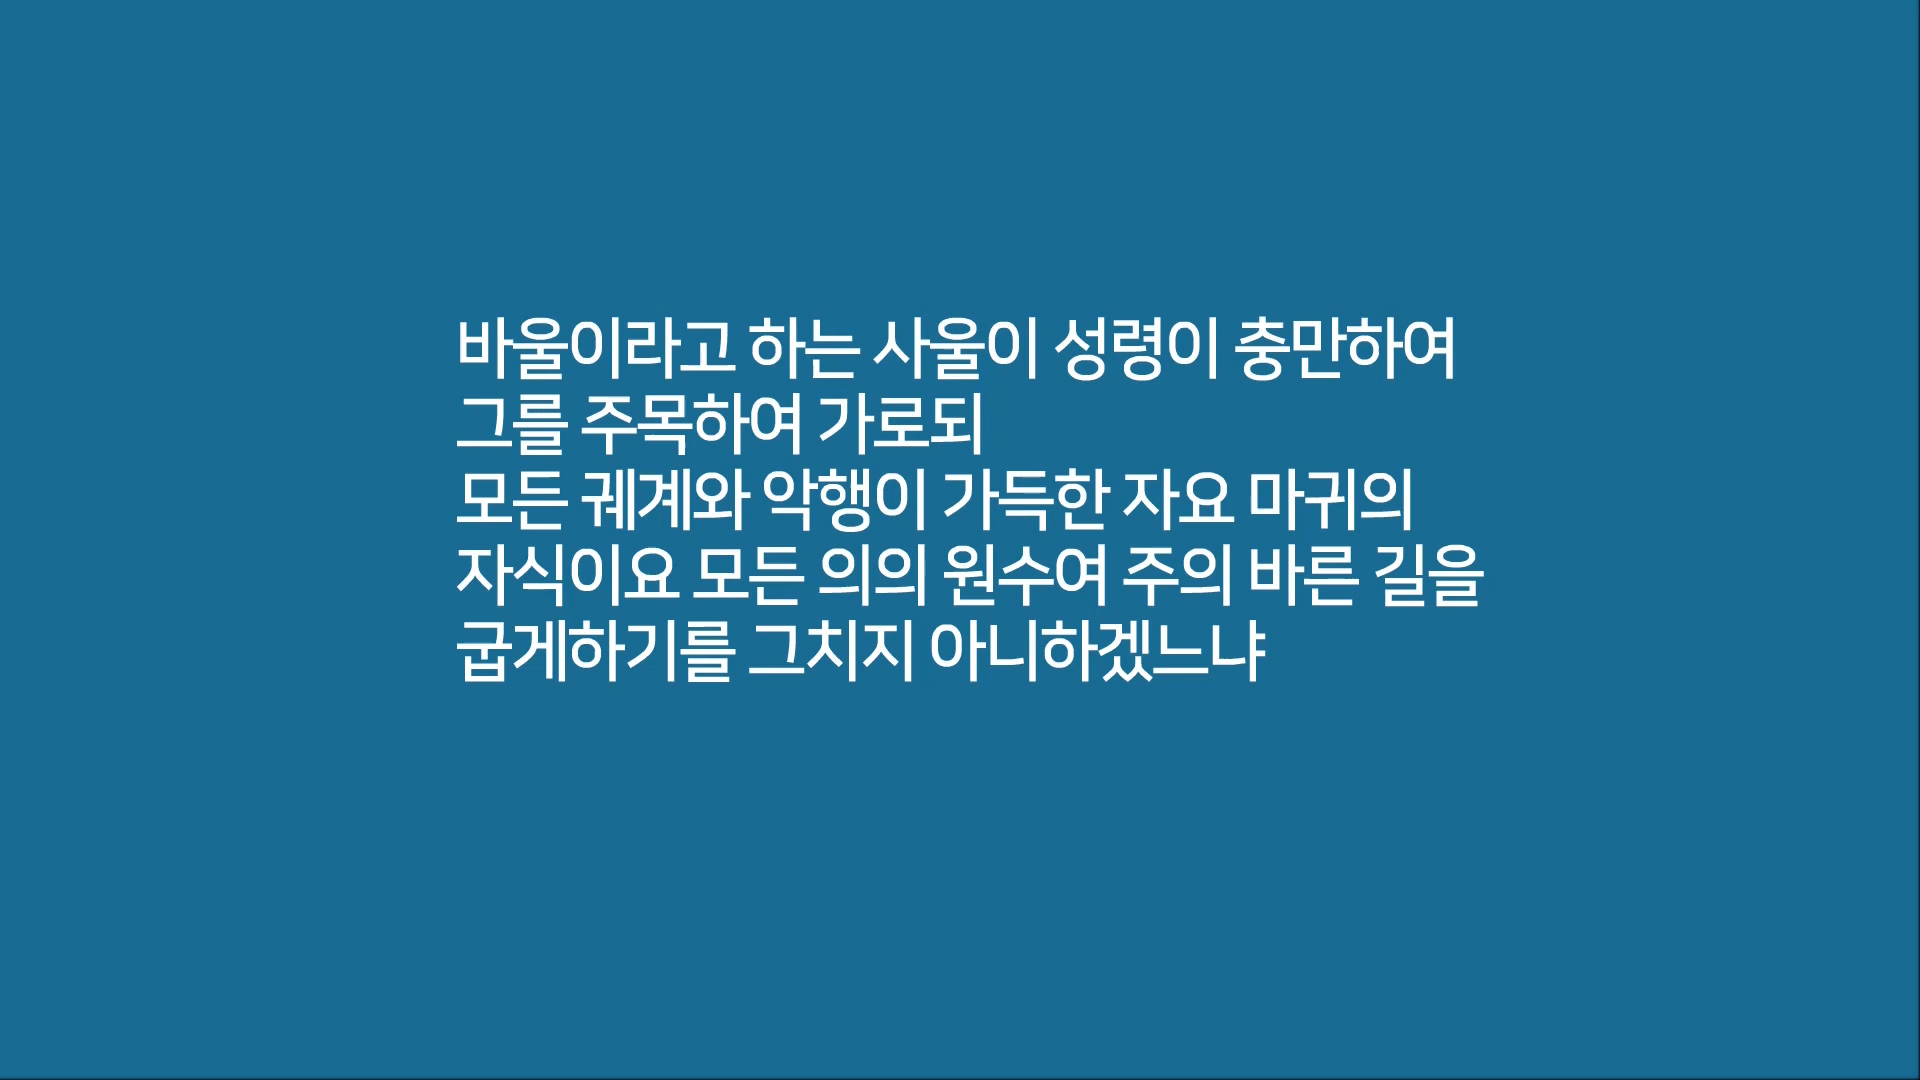 바울이라고 하는 사울이 성령이 충만하여
그를 주목하여 가로되
모든 궤계와 악행이 가득한 자요 마귀의
자식이요 모든 의의 원수여 주의 바른 길을
굽게하기를 그치지 아니하겠느냐